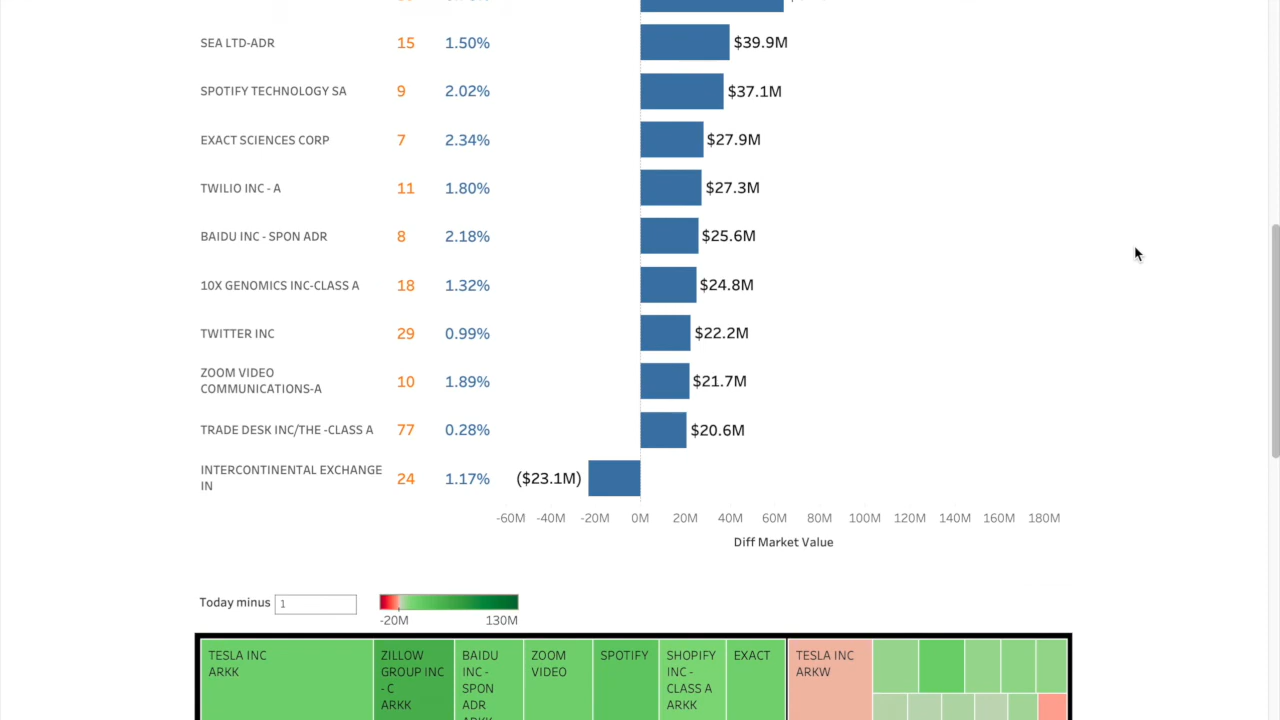 SEA LTD-ADR 15 1.50% $39.9M
SPOTIFY TECHNOLOGY SA 9 2.02% $37.1M
EXACT SCIENCES CORP 7 2.34% $27.9M
TWILIO INC - A 11 1.80% $27.3M
BAIDU INC - SPON ADR 8 2.18% $25.6M
10X GENOMICS INC-CLASS A 18 1.32% $24.8M
TWITTER INC 29 0.99% $22.2M
ZOOM VIDEO
COMMUNICATIONS-A 10 1.89% $21.7M
TRADE DESK INC/THE -CLASS A 77 0.28% $20.6M
INTERCONTINENTAL EXCHANGE
IN 24 1.17% ($23.1M)
-60M -40M -20M 0M 20M 40M 60M 80M 100M 120M 140M 160M 180M
Diff Market Value
Today minus 1
-20M 130M
TESLA INC
ARKK
ZILLOW
GROUP INC
- C
ARKK
BAIDU
INC -
SPON
ADR
ARKK
ZOOM
VIDEO
SPOTIFY
SHOPIFY
INC -
CLASS A
ARKK
EXACT
TESLA INC
ARKW